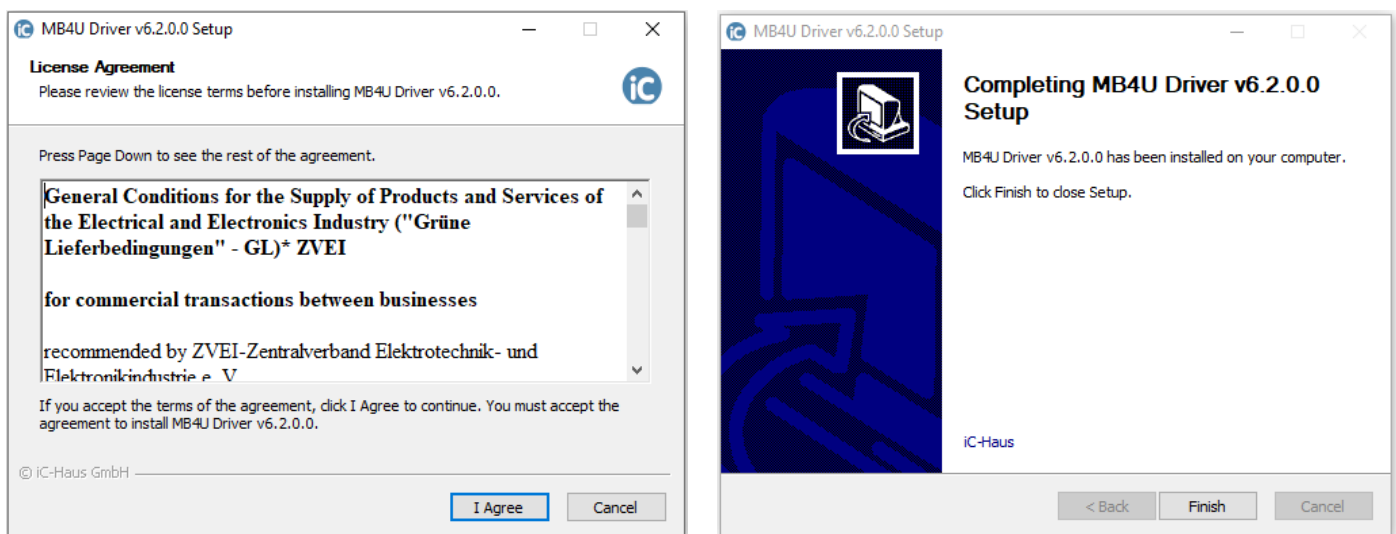 iC MB4U Driver v6.2.0.0 Setup
License Agreement
Please review the license terms before installing MB4U Driver v6.2.0.0.
iC
Press Page Down to see the rest of the agreement.
General Conditions for the Supply of Products and Services of
the Electrical and Electronics Industry ("Grüne
Lieferbedingungen" - GL)* ZVEI
for commercial transactions between businesses
recommended by ZVEI-Zentralverband Elektrotechnik- und
Elektronikindustrie e. V
If you accept the terms of the agreement, click I Agree to continue. You must accept the
agreement to install MB4U Driver v6.2.0.0.
© iC-Haus GmbH
I Agree
Cancel
iC MB4U Driver v6.2.0.0 Setup
Completing MB4U Driver v6.2.0.0
Setup
MB4U Driver v6.2.0.0 has been installed on your computer.
Click Finish to close Setup.
iC-Haus
< Back
Finish
Cancel